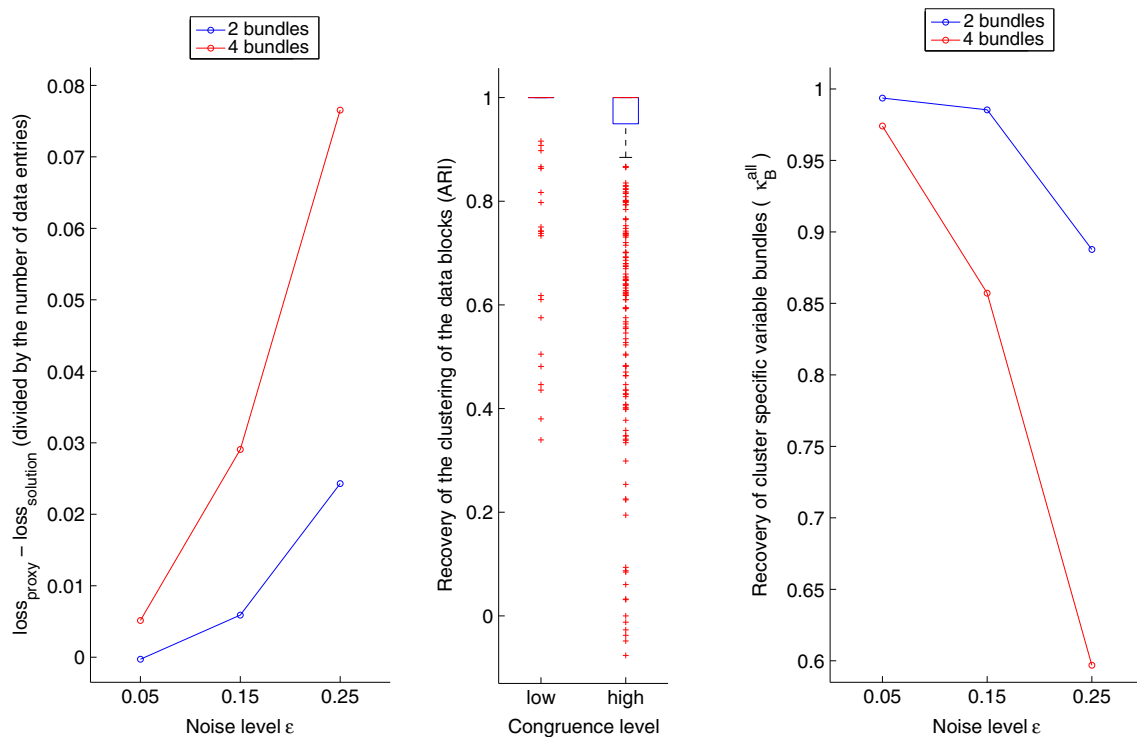 2 bundles
4 bundles
loss_proxy − loss_solution (divided by the number of data entries)
0.08
0.07
0.06
0.05
0.04
0.03
0.02
0.01
0
0.05 0.15 0.25
Noise level ε
Recovery of the clustering of the data blocks (ARI)
1
0.8
0.6
0.4
0.2
0
low high
Congruence level
2 bundles
4 bundles
Recovery of cluster specific variable bundles ( κ_B^all )
1
0.95
0.9
0.85
0.8
0.75
0.7
0.65
0.6
0.05 0.15 0.25
Noise level ε